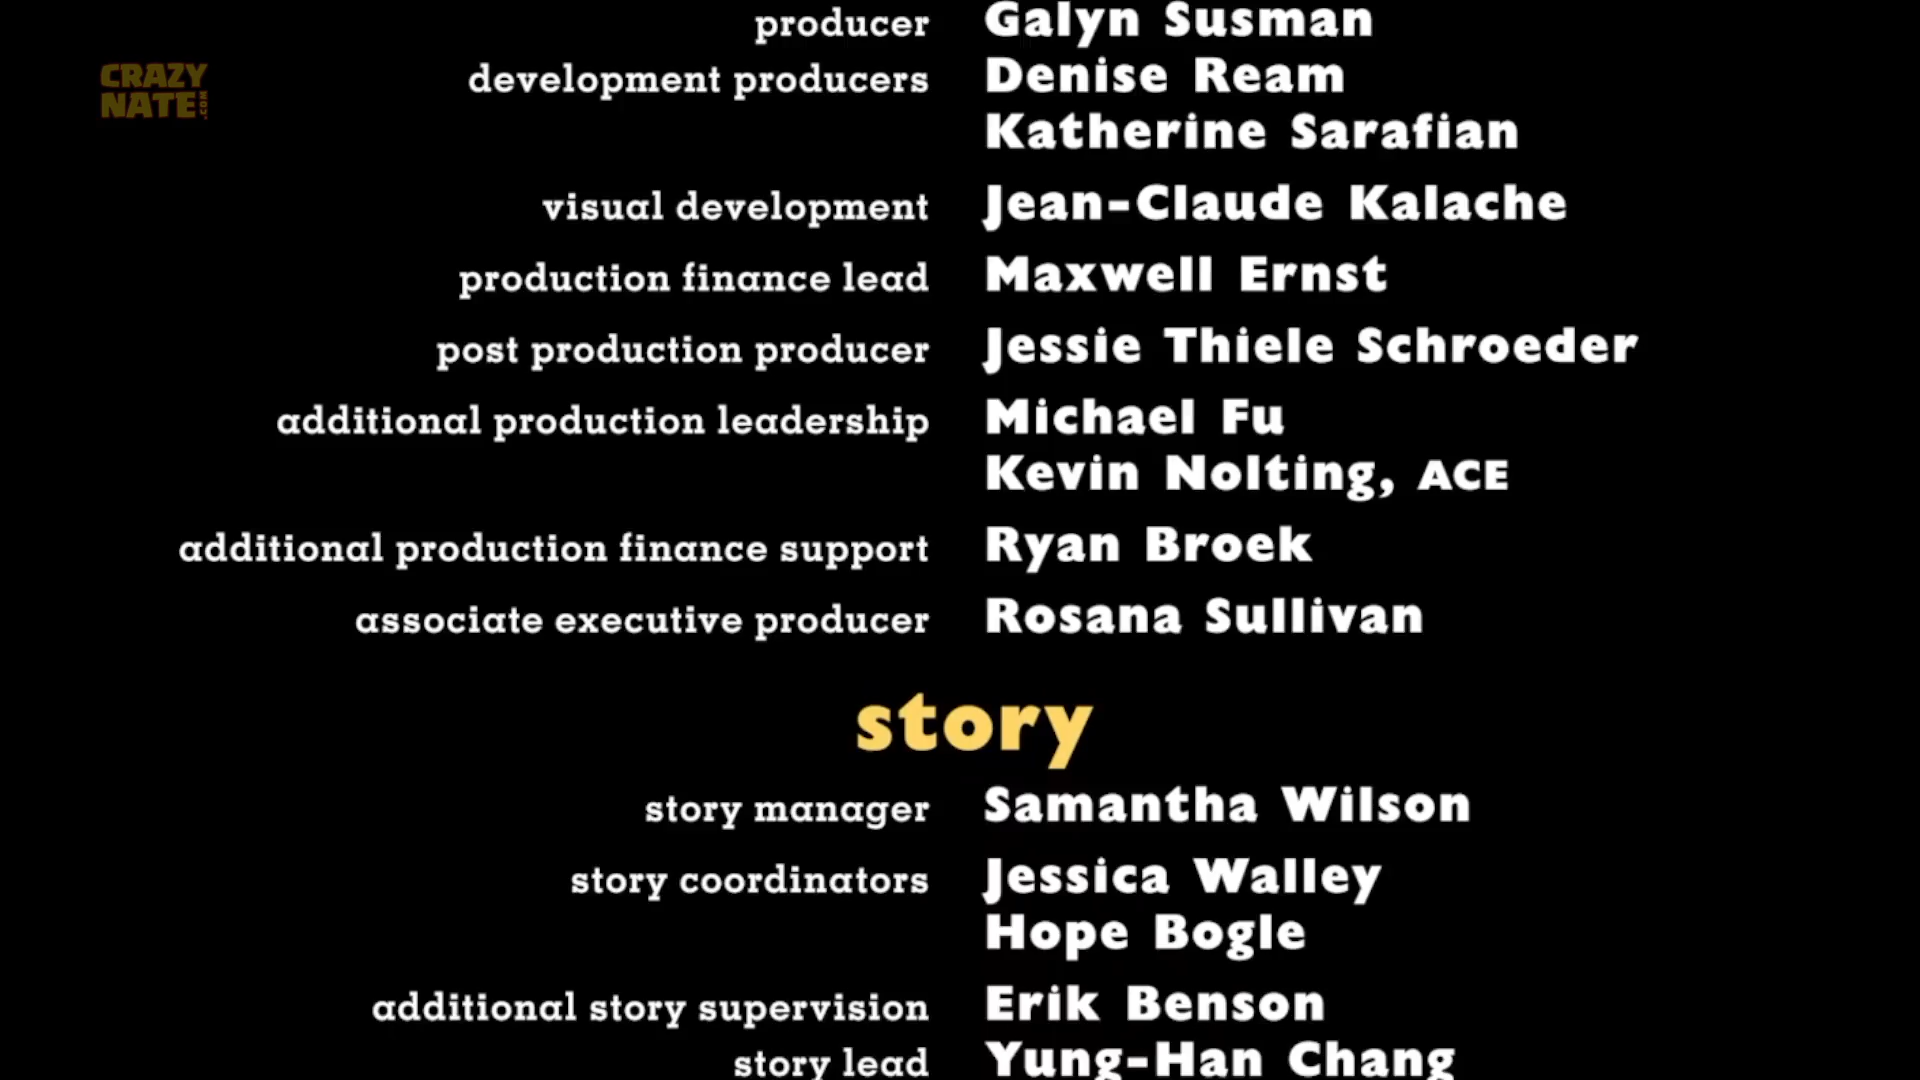 producer Galyn Susman
CRAZY
NATE.COM
development producers Denise Ream
Katherine Sarafian
visual development Jean-Claude Kalache
production finance lead Maxwell Ernst
post production producer Jessie Thiele Schroeder
additional production leadership Michael Fu
Kevin Nolting, ACE
additional production finance support Ryan Broek
associate executive producer Rosana Sullivan
story
story manager Samantha Wilson
story coordinators Jessica Walley
Hope Bogle
additional story supervision Erik Benson
story lead Yung-Han Chang